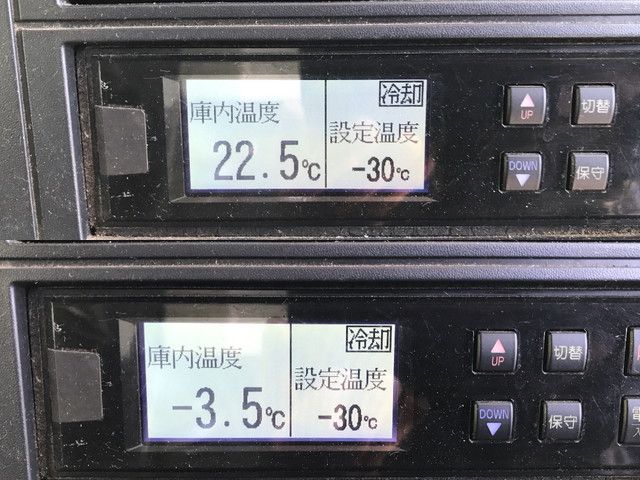 冷却
庫内温度
設定温度
22.5℃
-30℃
UP
切替
DOWN
保守
冷却
庫内温度
設定温度
-3.5℃
-30℃
UP
切替
DOWN
保守
電